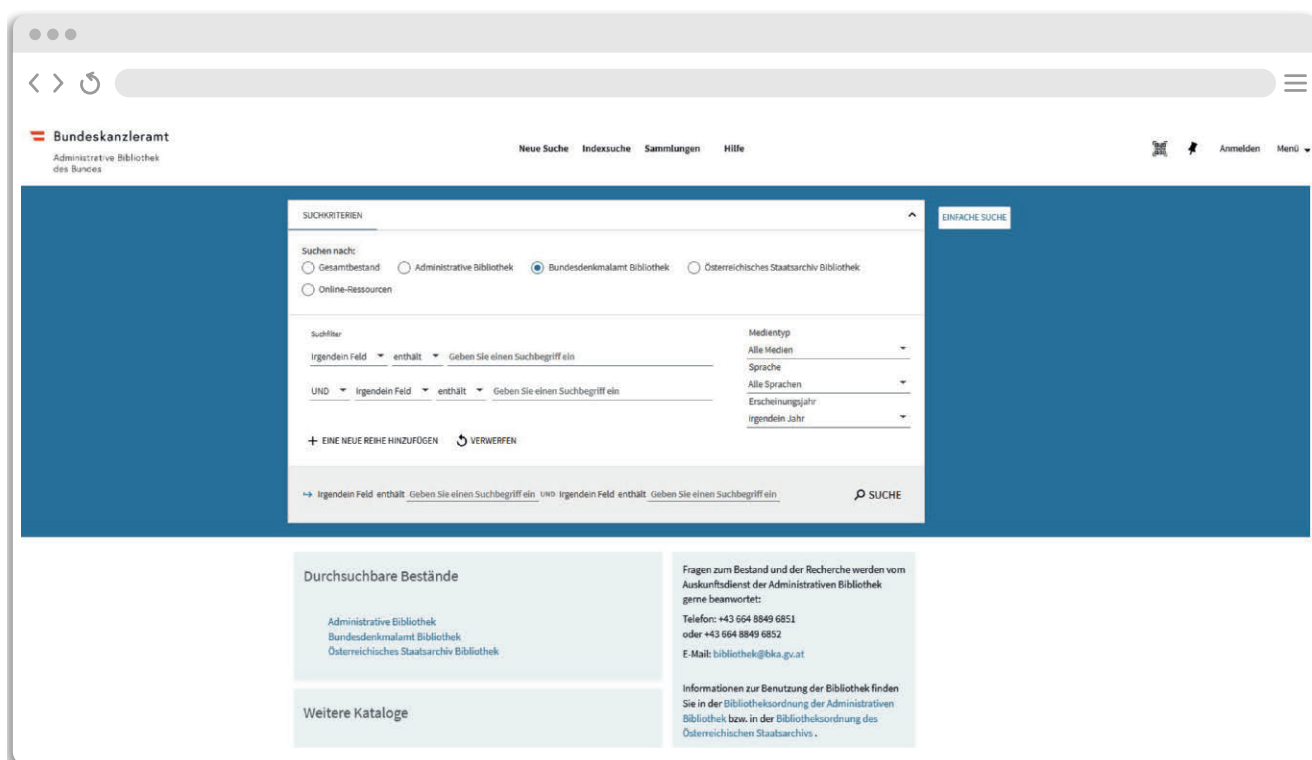 Bundeskanzleramt
Administrative Bibliothek
des Bundes
Neue Suche Indexsuche Sammlungen Hilfe
Anmelden Menü
SUCHKRITERIEN
EINFACHE SUCHE
Suchen nach:
Gesamtbestand Administrative Bibliothek Bundesdenkmalamt Bibliothek Österreichisches Staatsarchiv Bibliothek
Online-Ressourcen
Suchfilter
Irgendein Feld enthält Geben Sie einen Suchbegriff ein
UND Irgendein Feld enthält Geben Sie einen Suchbegriff ein
Medientyp
Alle Medien
Sprache
Alle Sprachen
Erscheinungsjahr
Irgendein Jahr
+ EINE NEUE REIHE HINZUFÜGEN VERWERFEN
Irgendein Feld enthält Geben Sie einen Suchbegriff ein UND Irgendein Feld enthält Geben Sie einen Suchbegriff ein
SUCHE
Durchsuchbare Bestände
Administrative Bibliothek
Bundesdenkmalamt Bibliothek
Österreichisches Staatsarchiv Bibliothek
Weitere Kataloge
Fragen zum Bestand und der Recherche werden vom
Auskunftsdienst der Administrativen Bibliothek
gerne beanwortet:
Telefon: +43 664 8849 6851
oder +43 664 8849 6852
E-Mail: bibliothek@bka.gv.at
Informationen zur Benutzung der Bibliothek finden
Sie in der Bibliotheksordnung der Administrativen
Bibliothek bzw. in der Bibliotheksordnung des
Österreichischen Staatsarchivs .